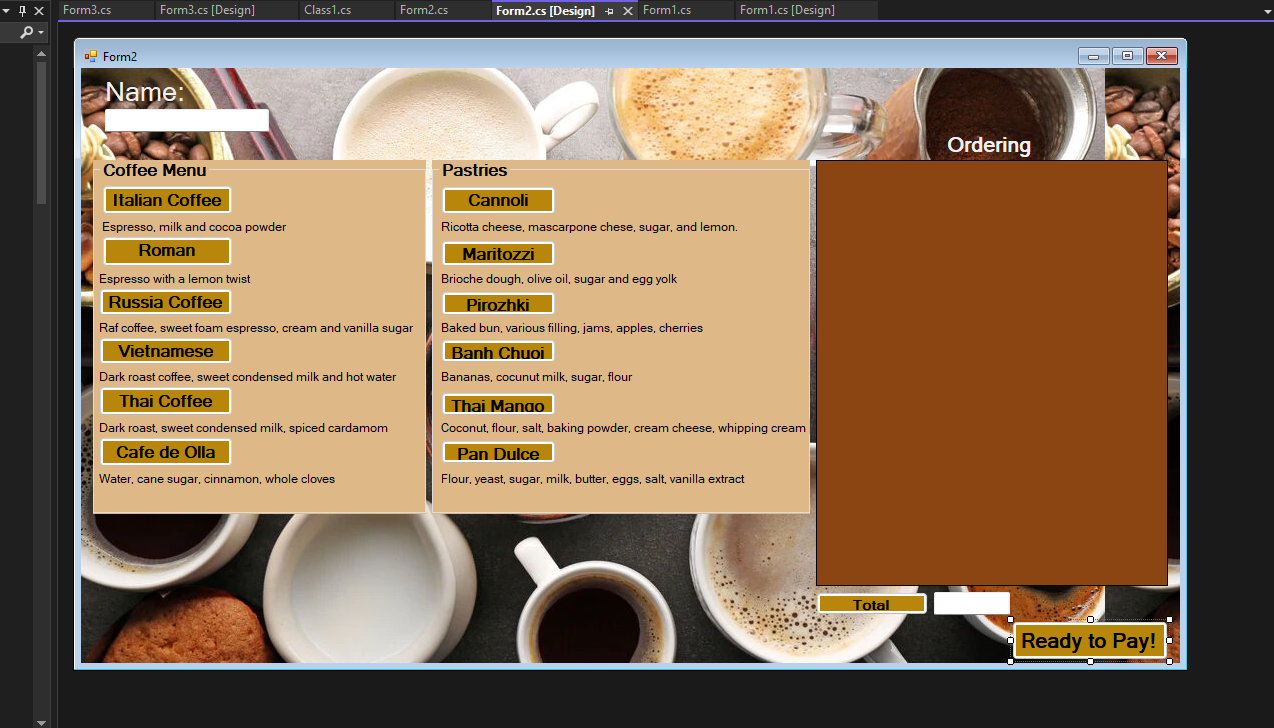 Form3.cs
Form3.cs [Design]
Class1.cs
Form2.cs
Form2.cs [Design]
Form1.cs
Form1.cs [Design]
Form2
Name:
Ordering
Coffee Menu
Italian Coffee
Espresso, milk and cocoa powder
Roman
Espresso with a lemon twist
Russia Coffee
Raf coffee, sweet foam espresso, cream and vanilla sugar
Vietnamese
Dark roast coffee, sweet condensed milk and hot water
Thai Coffee
Dark roast, sweet condensed milk, spiced cardamom
Cafe de Olla
Water, cane sugar, cinnamon, whole cloves
Pastries
Cannoli
Ricotta cheese, mascarpone chese, sugar, and lemon.
Maritozzi
Brioche dough, olive oil, sugar and egg yolk
Pirozhki
Baked bun, various filling, jams, apples, cherries
Banh Chuoi
Bananas, coconut milk, sugar, flour
Thai Mango
Coconut, flour, salt, baking powder, cream cheese, whipping cream
Pan Dulce
Flour, yeast, sugar, milk, butter, eggs, salt, vanilla extract
Total
Ready to Pay!